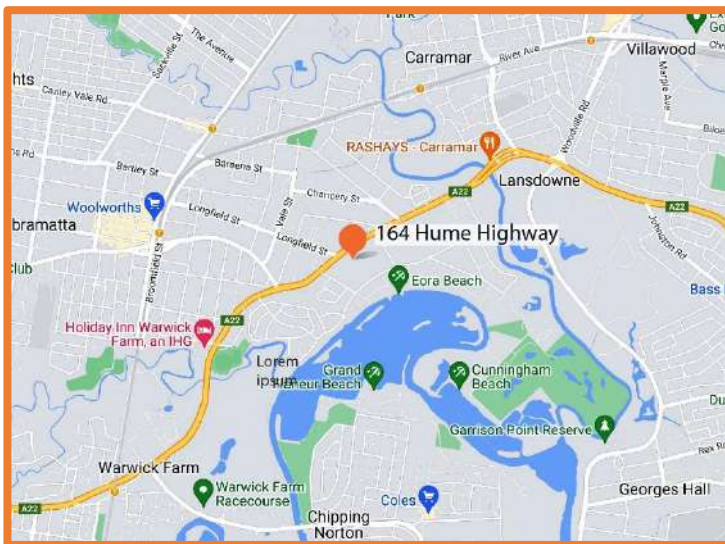 Park
Carramar
Villawood
River Ave
Sackville St
The Avenue
hts
Canley Vale Rd
Woodville Rd
Marple Ave
RASHAYS - Carramar
Bartley St
Bareena St
Chancery St
A22
Lansdowne
Woolworths
Longfield St
Vale St
A22
bramatta
Longfield St
164 Hume Highway
Johnston Rd
Club
Broomfield St
Eora Beach
Bass
A22
Holiday Inn Warwick
Farm, an IHG
Lorem
ipsum
Grand
Flaneur Beach
Cunningham
Beach
Garrison Point Reserve
Warwick Farm
Rex Rd
A22
Warwick Farm
Racecourse
Coles
Georges Hall
Chipping
Norton